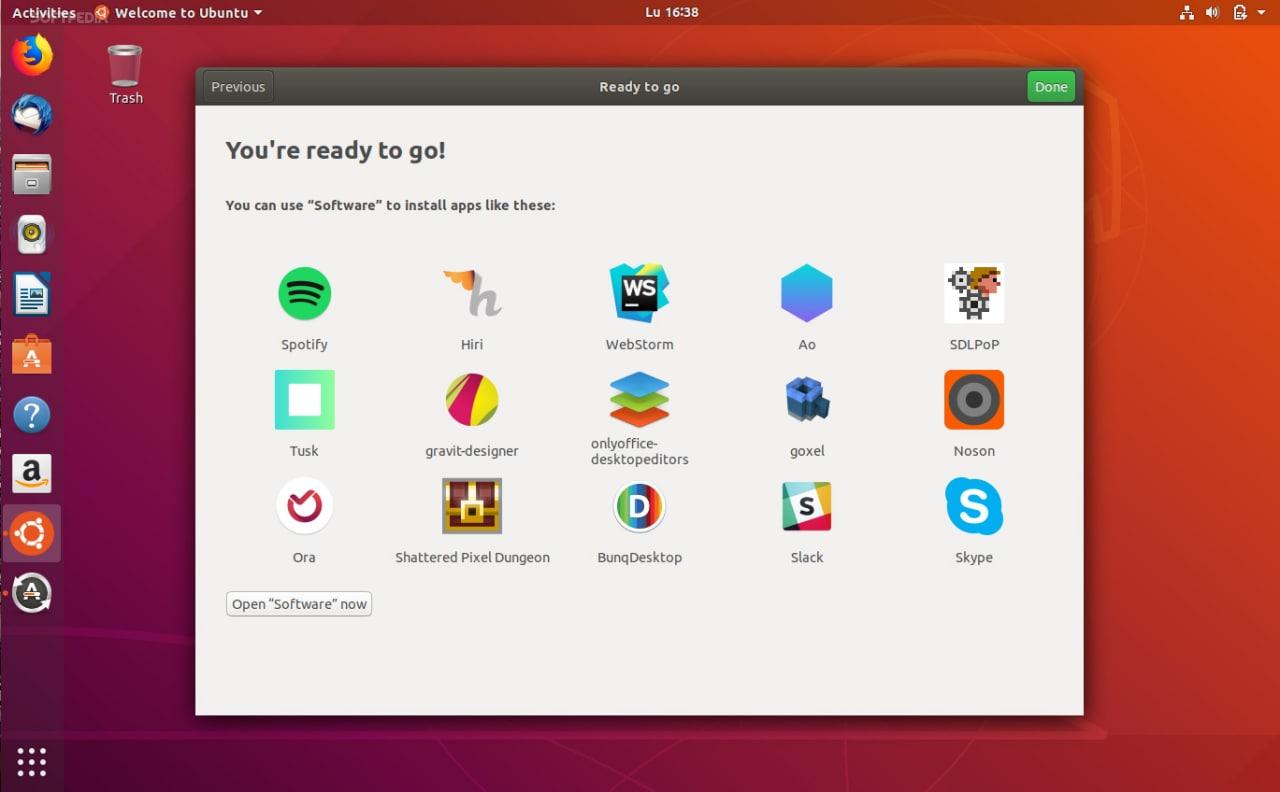 Activities
SOFTPEDIA
Welcome to Ubuntu
Lu 16:38
Trash
Previous
Ready to go
Done
You're ready to go!
You can use “Software” to install apps like these:
WS
Spotify
Hiri
WebStorm
Ao
SDLPoP
Tusk
gravit-designer
onlyoffice-
desktopeditors
goxel
Noson
a
D
S
S
Ora
Shattered Pixel Dungeon
BunqDesktop
Slack
Skype
Open “Software” now